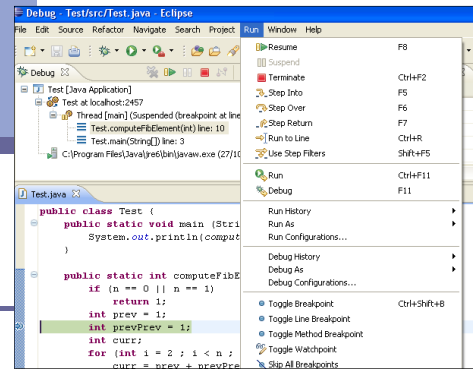 Debug - Test/src/Test.java - Eclipse
File Edit Source Refactor Navigate Search Project Run Window Help
Debug
Test [Java Application]
Test at localhost:2457
Thread [main] (Suspended (breakpoint at line
Test.computeFibElement(int) line: 10
Test.main(String[]) line: 3
C:\Program Files\Java\jre6\bin\javaw.exe (27/10
Resume F8
Suspend
Terminate Ctrl+F2
Step Into F5
Step Over F6
Step Return F7
Run to Line Ctrl+R
Use Step Filters Shift+F5
Run Ctrl+F11
Debug F11
Run History
Run As
Run Configurations...
Debug History
Debug As
Debug Configurations...
Toggle Breakpoint Ctrl+Shift+B
Toggle Line Breakpoint
Toggle Method Breakpoint
Toggle Watchpoint
Skip All Breakpoints
Test.java
public class Test {
public static void main (Stri
System.out.println(comput
}
public static int computeFibE
if (n == 0 || n == 1)
return 1;
int prev = 1;
int prevPrev = 1;
int curr;
for (int i = 2 ; i < n ;
curr = prev + prevPre